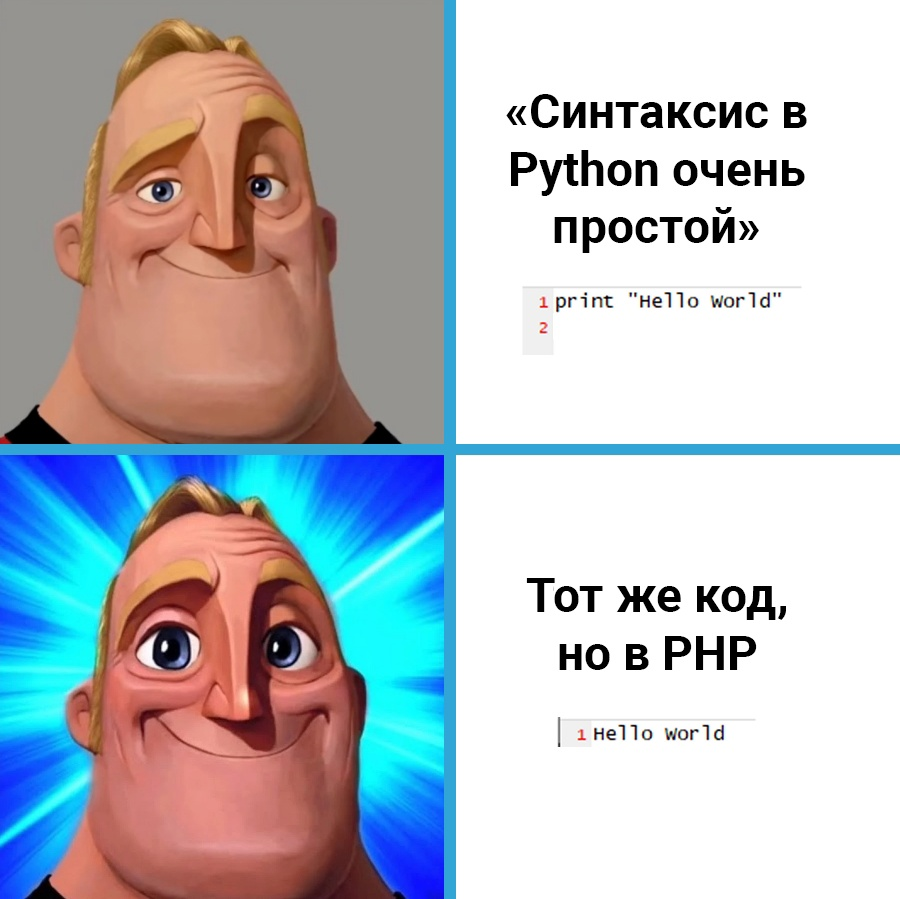 «Синтаксис в
Python очень
простой»
1 print "Hello World"
2
Тот же код,
но в PHP
1 Hello World